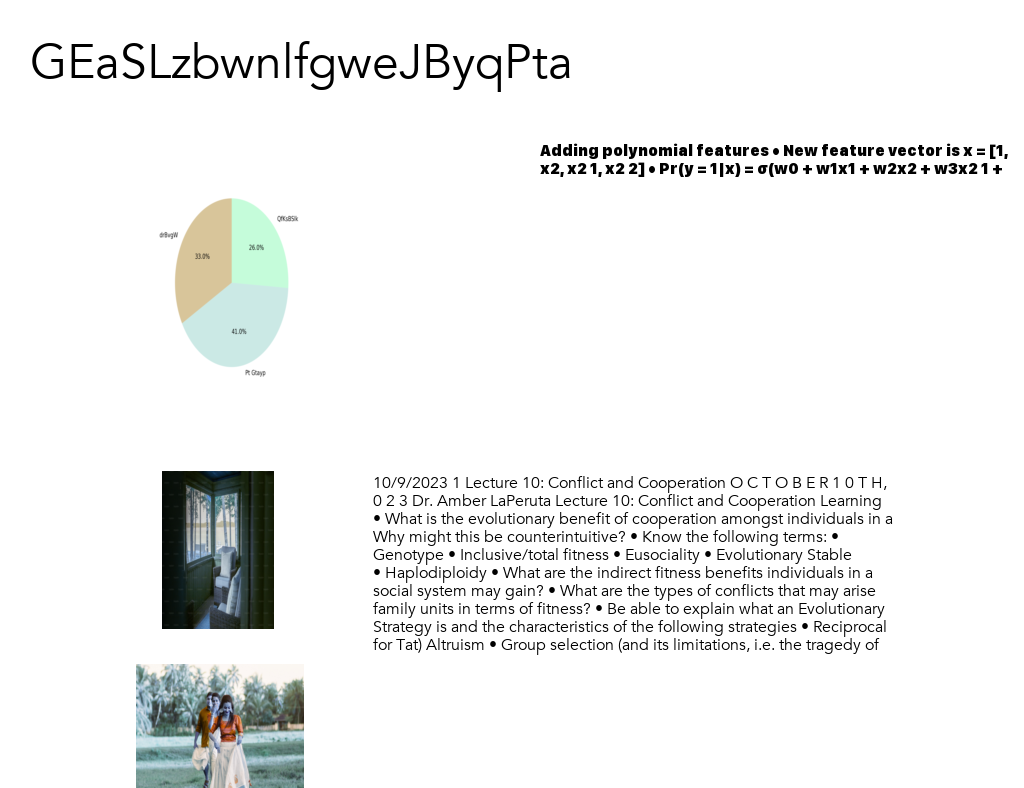 GEaSLzbwnlfgweJByqPta
Adding polynomial features • New feature vector is x = [1,
x2, x2 1, x2 2] • Pr(y = 1|x) = σ(w0 + w1x1 + w2x2 + w3x2 1 +
QfKsBSlk
drBvgW
26.0%
33.0%
41.0%
Pt Gtayp
10/9/2023 1 Lecture 10: Conflict and Cooperation O C T O B E R 1 0 T H,
0 2 3 Dr. Amber LaPeruta Lecture 10: Conflict and Cooperation Learning
• What is the evolutionary benefit of cooperation amongst individuals in a
Why might this be counterintuitive? • Know the following terms: •
Genotype • Inclusive/total fitness • Eusociality • Evolutionary Stable
• Haplodiploidy • What are the indirect fitness benefits individuals in a
social system may gain? • What are the types of conflicts that may arise
family units in terms of fitness? • Be able to explain what an Evolutionary
Strategy is and the characteristics of the following strategies • Reciprocal
for Tat) Altruism • Group selection (and its limitations, i.e. the tragedy of